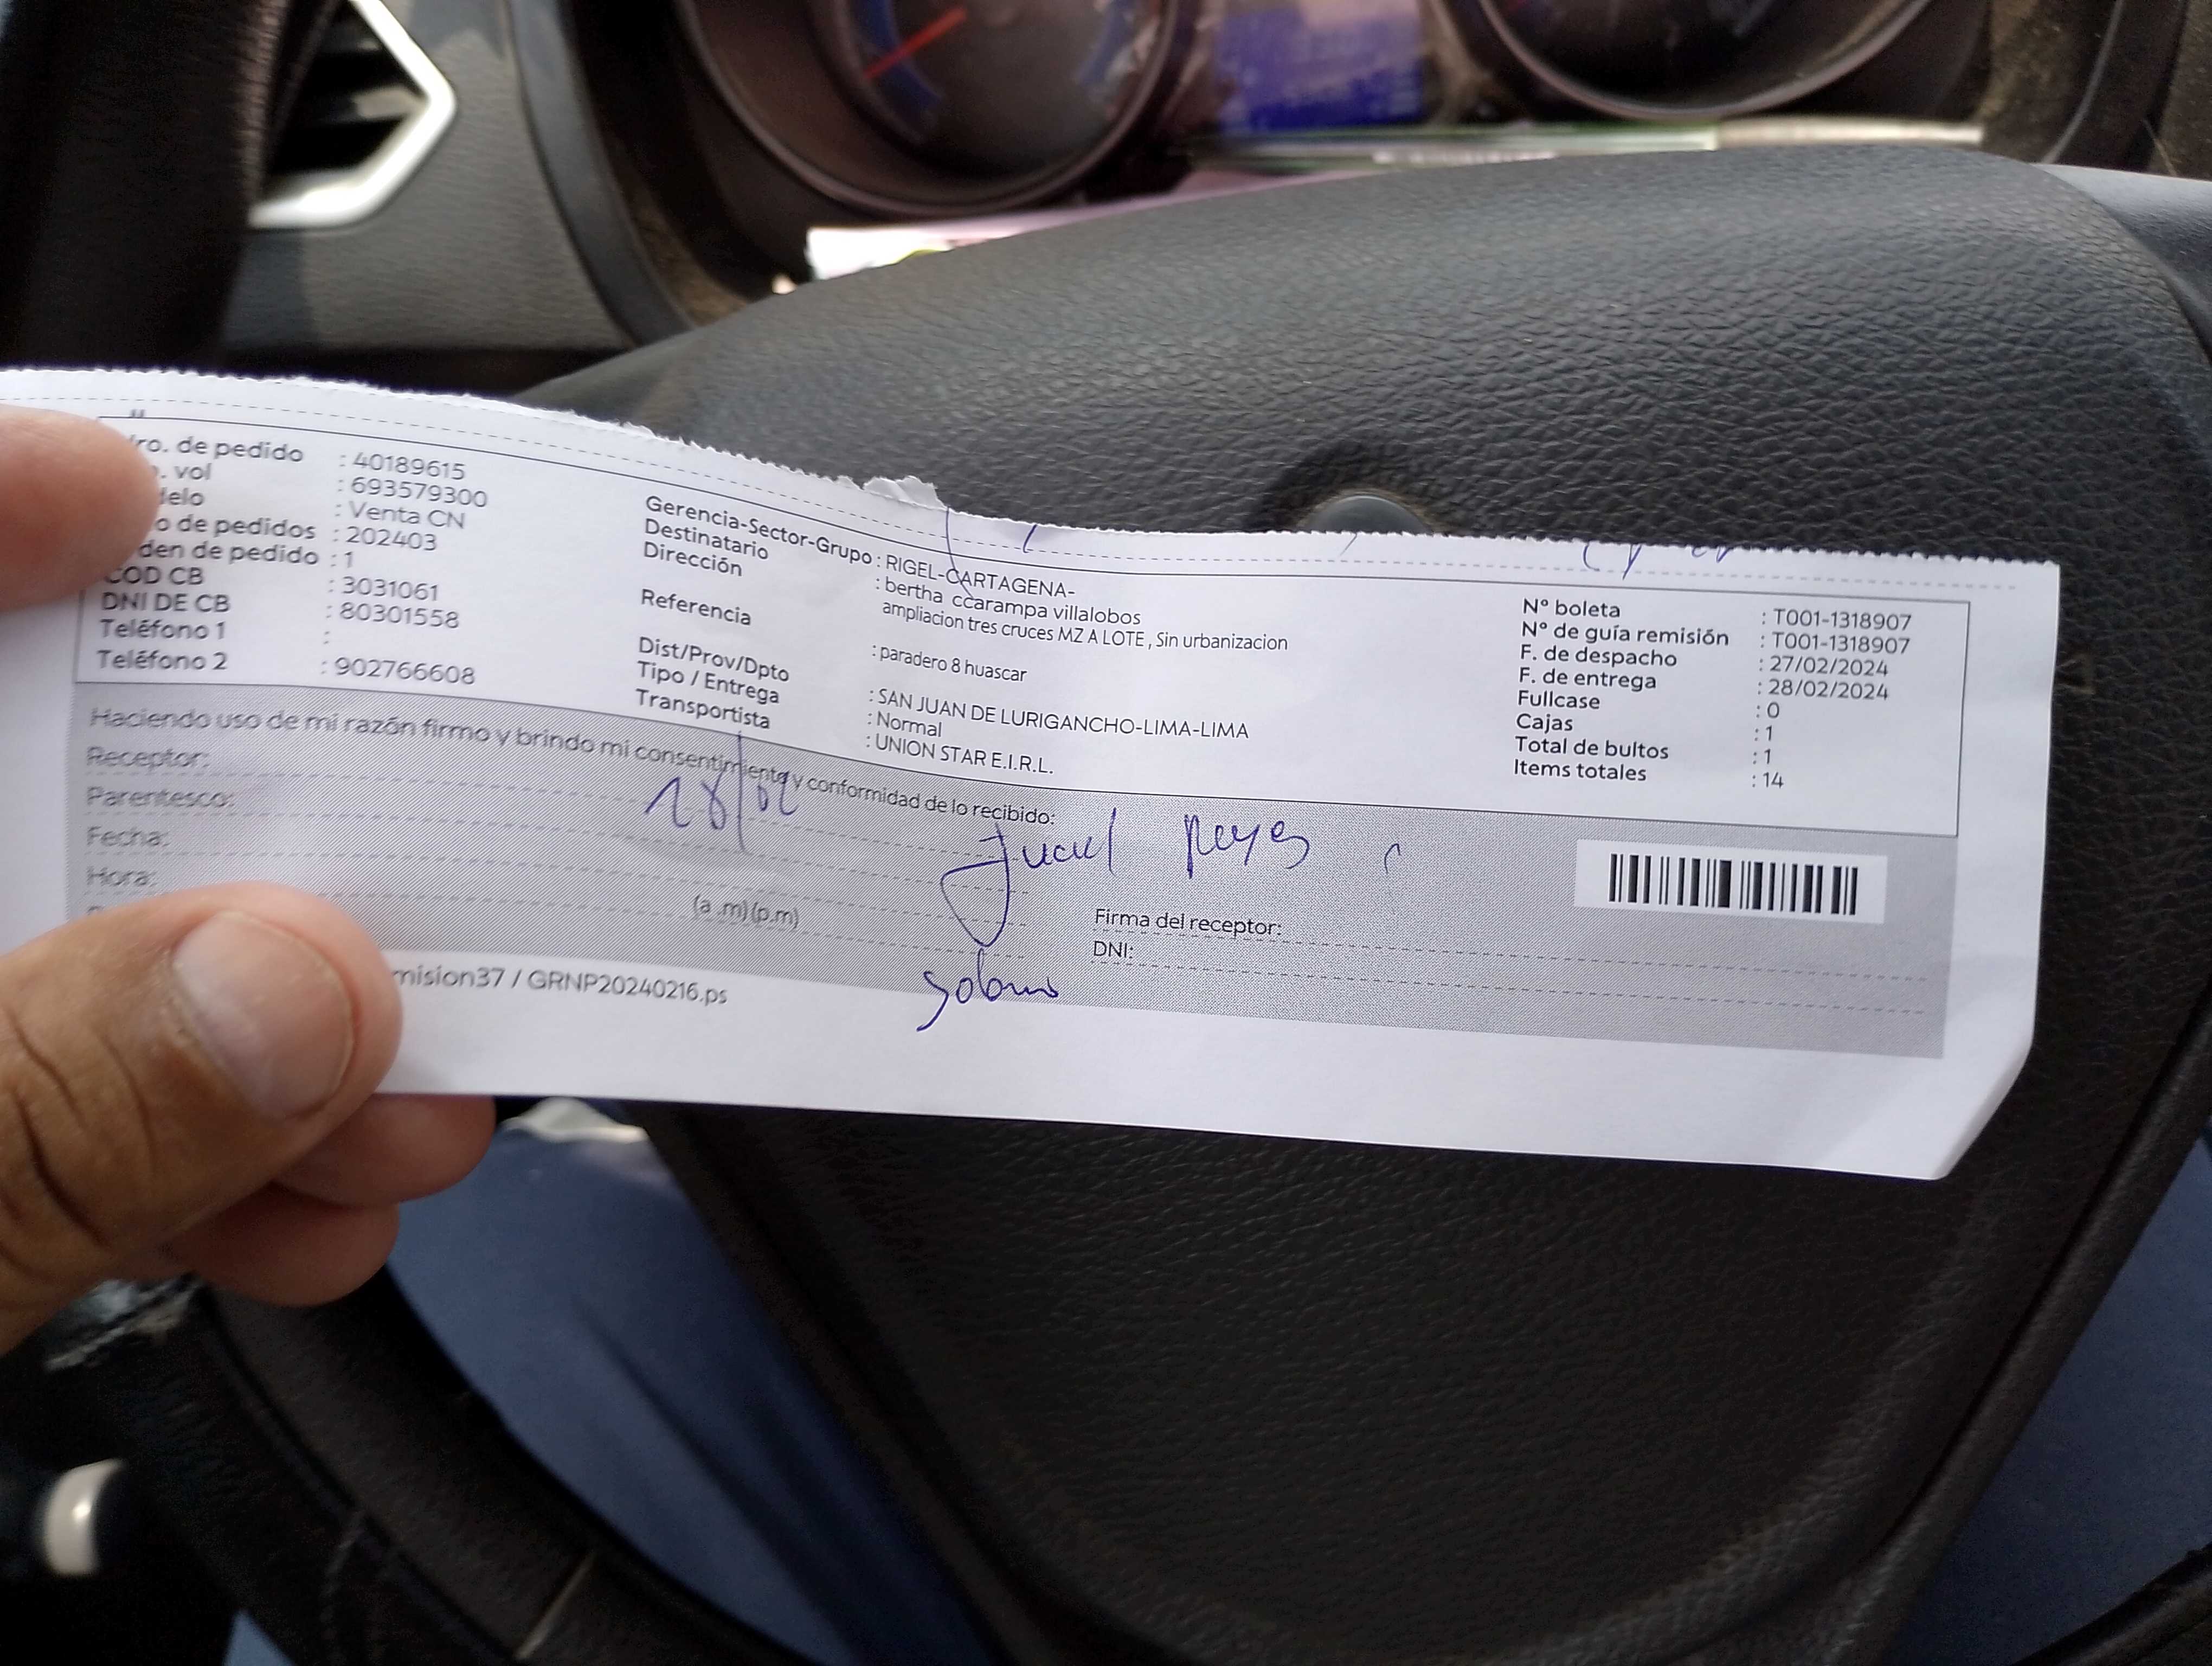 ro. de pedido : 40189615
. vol : 693579300
delo : Venta CN
o de pedidos : 202403
den de pedido : 1
COD CB : 3031061
DNI DE CB : 80301558
Teléfono 1 :
Teléfono 2 : 902766608
Gerencia-Sector-Grupo : RIGEL-CARTAGENA-
Destinatario : bertha ccarampa villalobos
Dirección ampliacion tres cruces MZ A LOTE , Sin urbanizacion
Referencia : paradero 8 huascar
Dist/Prov/Dpto : SAN JUAN DE LURIGANCHO-LIMA-LIMA
Tipo / Entrega : Normal
Transportista : UNION STAR E.I.R.L.
N° boleta : T001-1318907
N° de guía remisión : T001-1318907
F. de despacho : 27/02/2024
F. de entrega : 28/02/2024
Fullcase : 0
Cajas : 1
Total de bultos : 1
Items totales : 14
Haciendo uso de mi razón firmo y brindo mi consentimiento y conformidad de lo recibido:
Receptor:
Parentesco:
Fecha:
Hora:
(a .m)(p.m)
Reyes
Firma del receptor:
DNI:
mision37 / GRNP20240216.ps